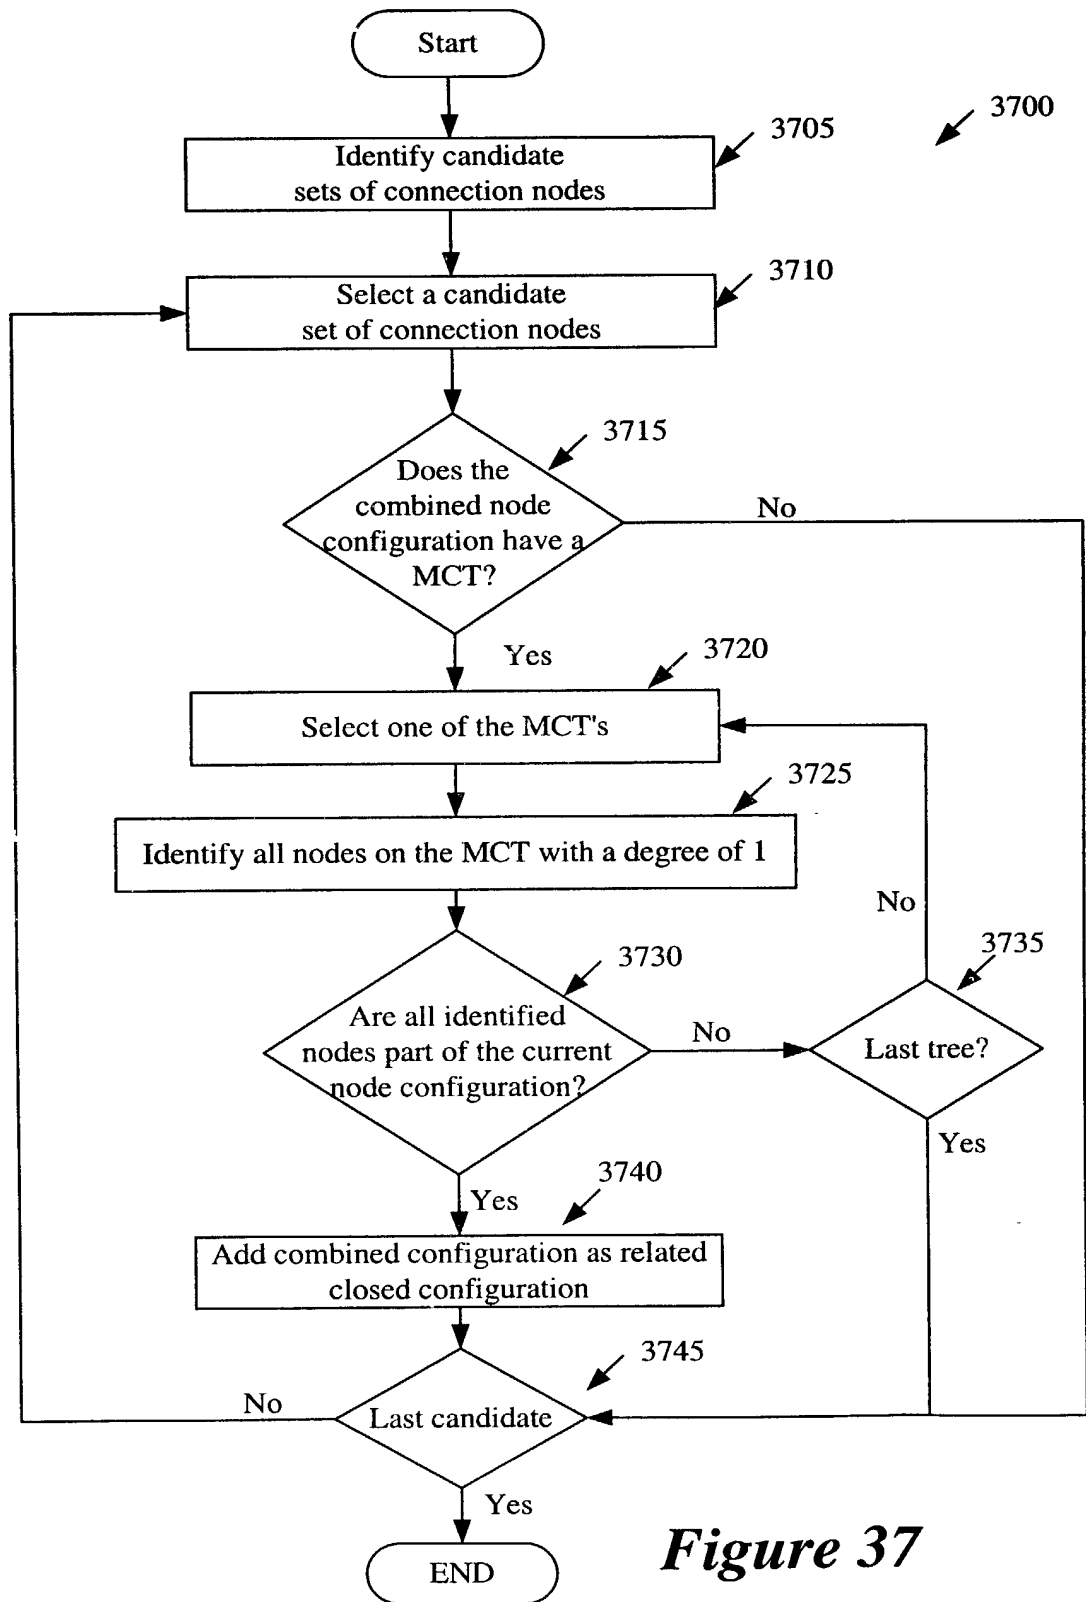 Start
3700
3705
Identify candidate
sets of connection nodes
3710
Select a candidate
set of connection nodes
3715
Does the
combined node
configuration have a
MCT?
No
Yes
3720
Select one of the MCT's
3725
Identify all nodes on the MCT with a degree of 1
No
3730
3735
Are all identified
nodes part of the current
node configuration?
No
Last tree?
Yes
Yes
3740
Add combined configuration as related
closed configuration
3745
No
Last candidate
Yes
END
Figure 37